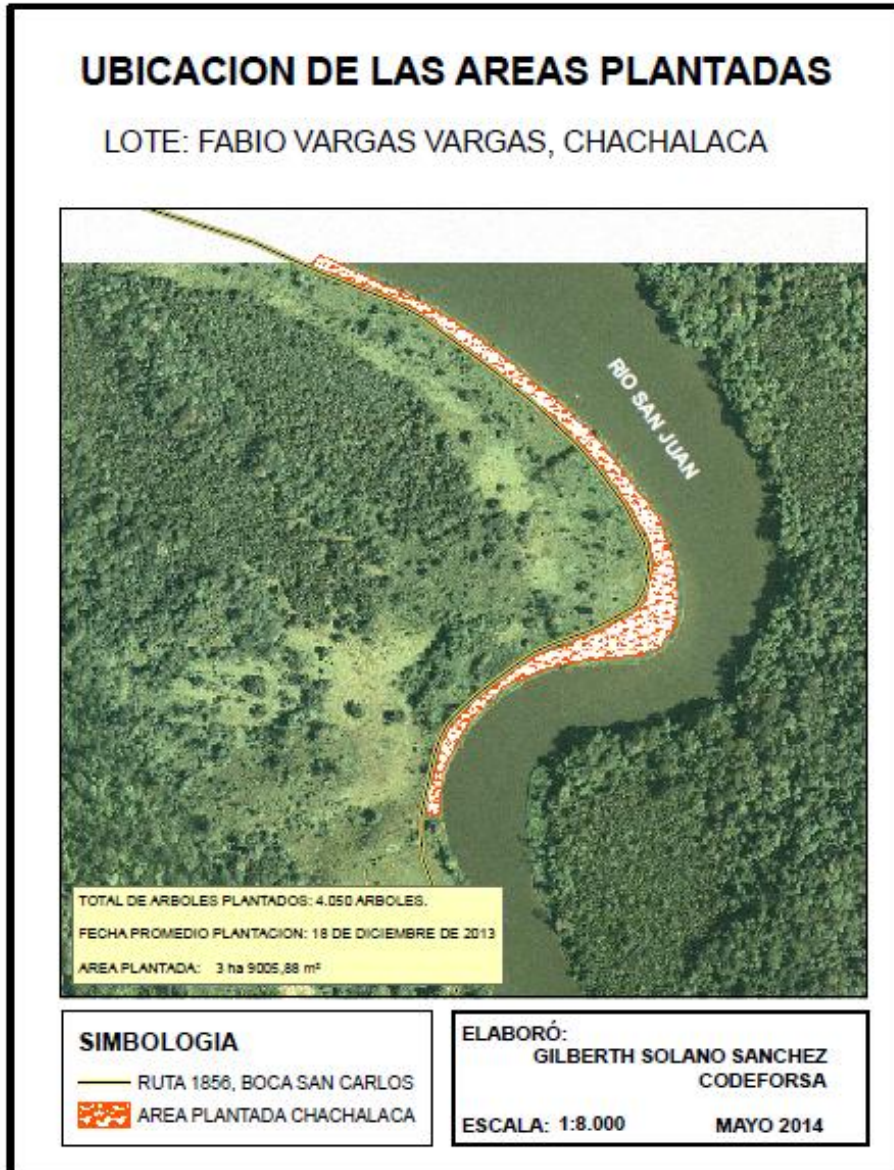 UBICACION DE LAS AREAS PLANTADAS
LOTE: FABIO VARGAS VARGAS, CHACHALACA
RIO SAN JUAN
TOTAL DE ARBOLES PLANTADOS: 4.050 ARBOLES.
FECHA PROMEDIO PLANTACION: 18 DE DICIEMBRE DE 2013
AREA PLANTADA: 3 ha 9005,88 m²
SIMBOLOGIA
RUTA 1856, BOCA SAN CARLOS
AREA PLANTADA CHACHALACA
ELABORÓ:
GILBERTH SOLANO SANCHEZ
CODEFORSA
ESCALA: 1:8.000 MAYO 2014